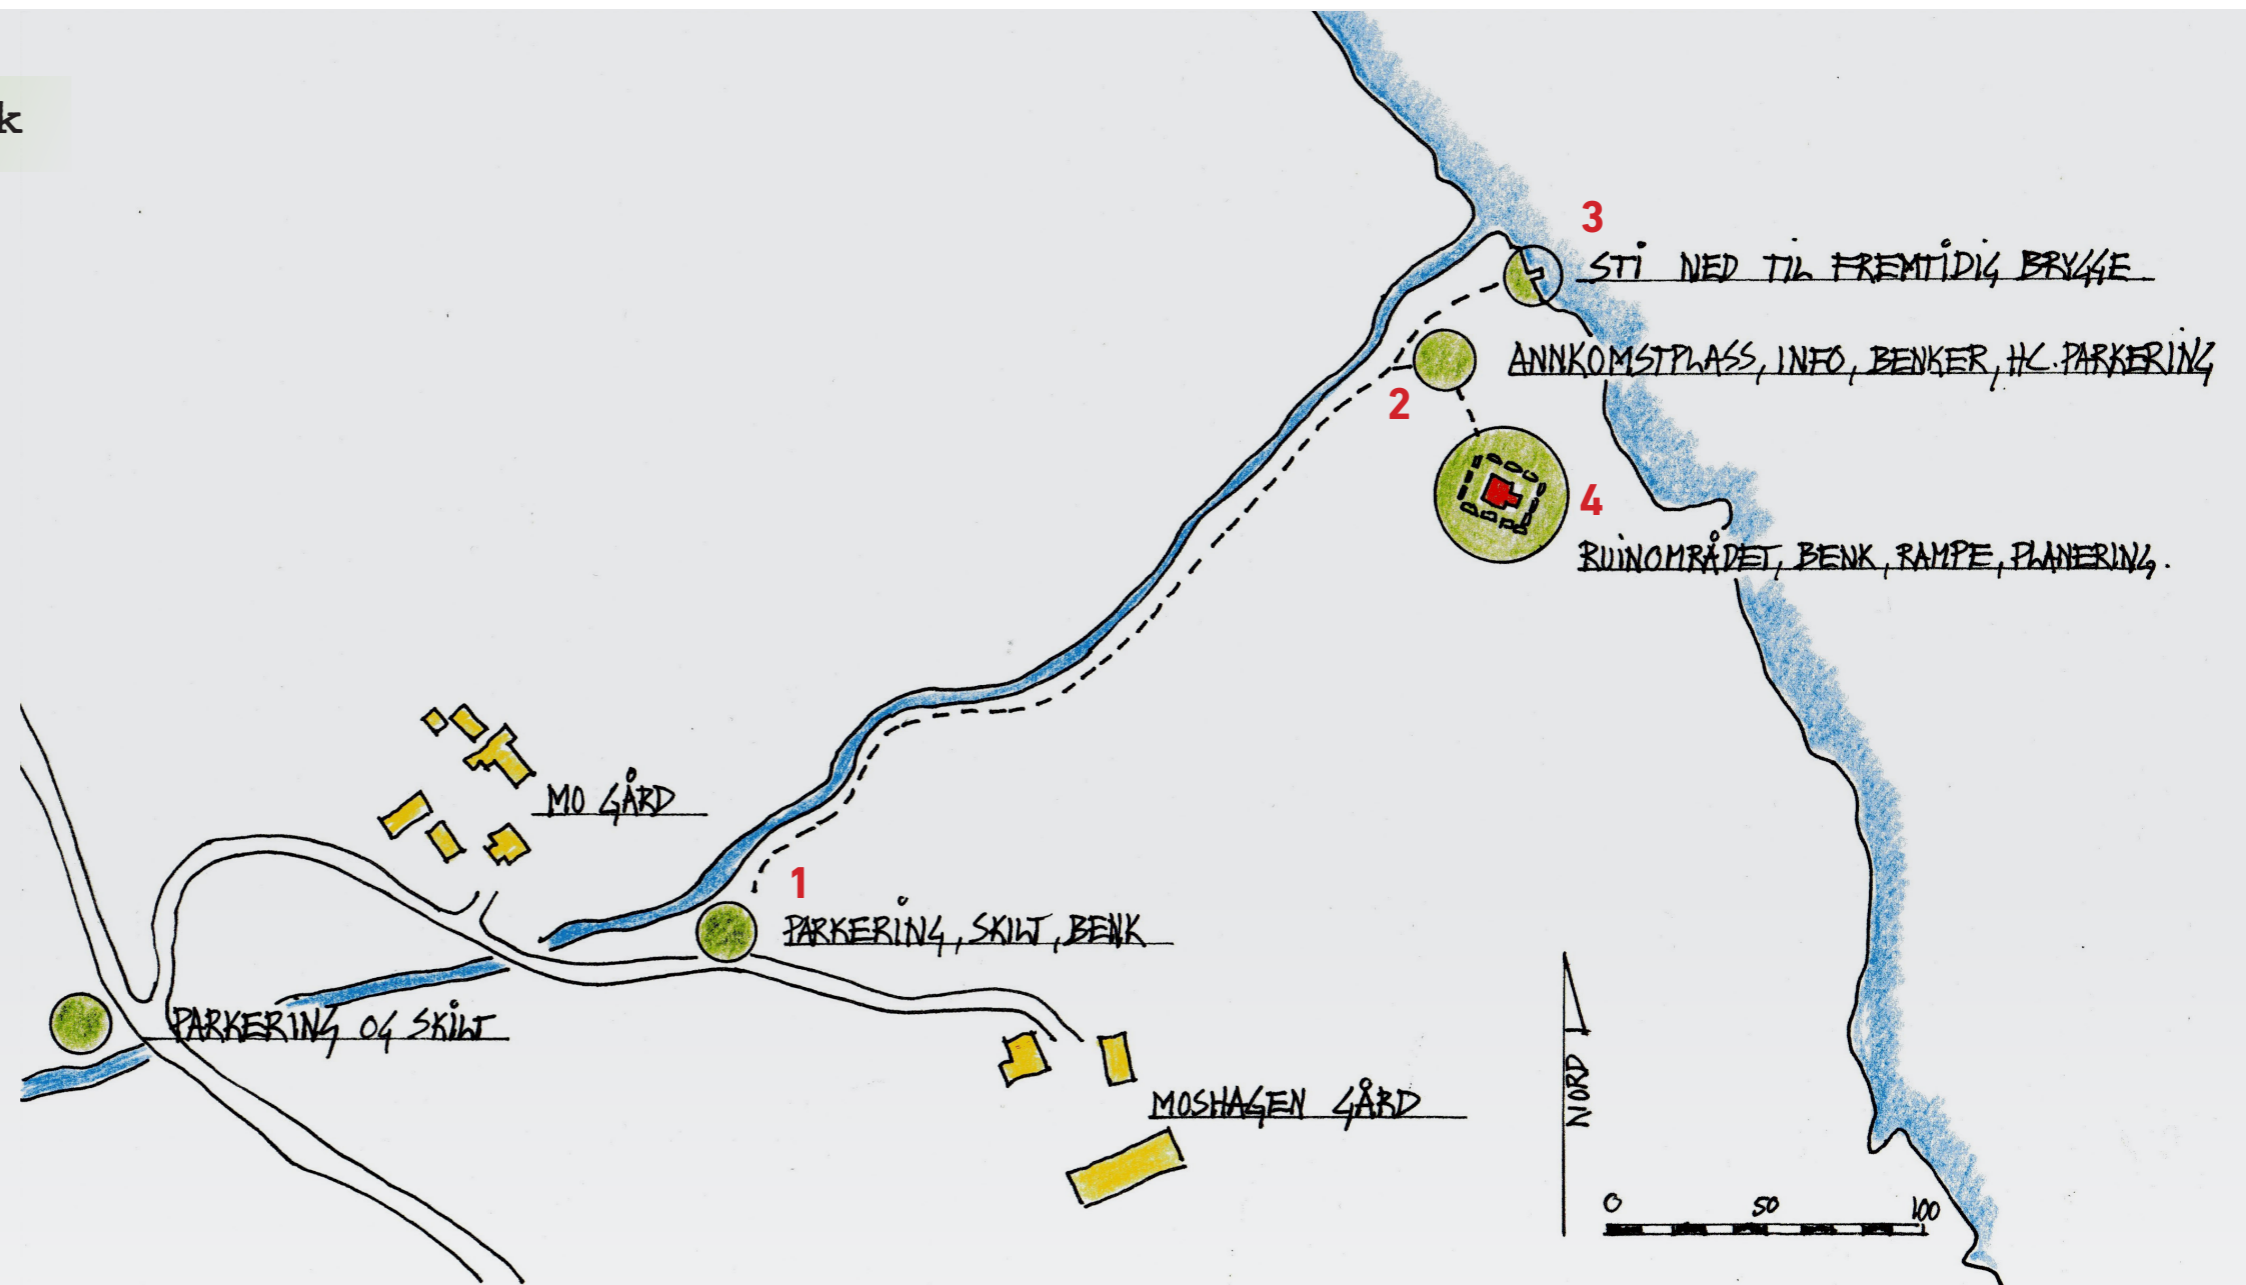 k
3
STI NED TIL FREMTIDIG BRYGGE
ANNKOMSTPLASS, INFO, BENKER, HC. PARKERING
2
4
RUINOMRÅDET, BENK, RAMPE, PLANERING.
MO GÅRD
1
PARKERING, SKILT, BENK
PARKERING OG SKILT
MOSHAGEN GÅRD
NORD
0 50 100